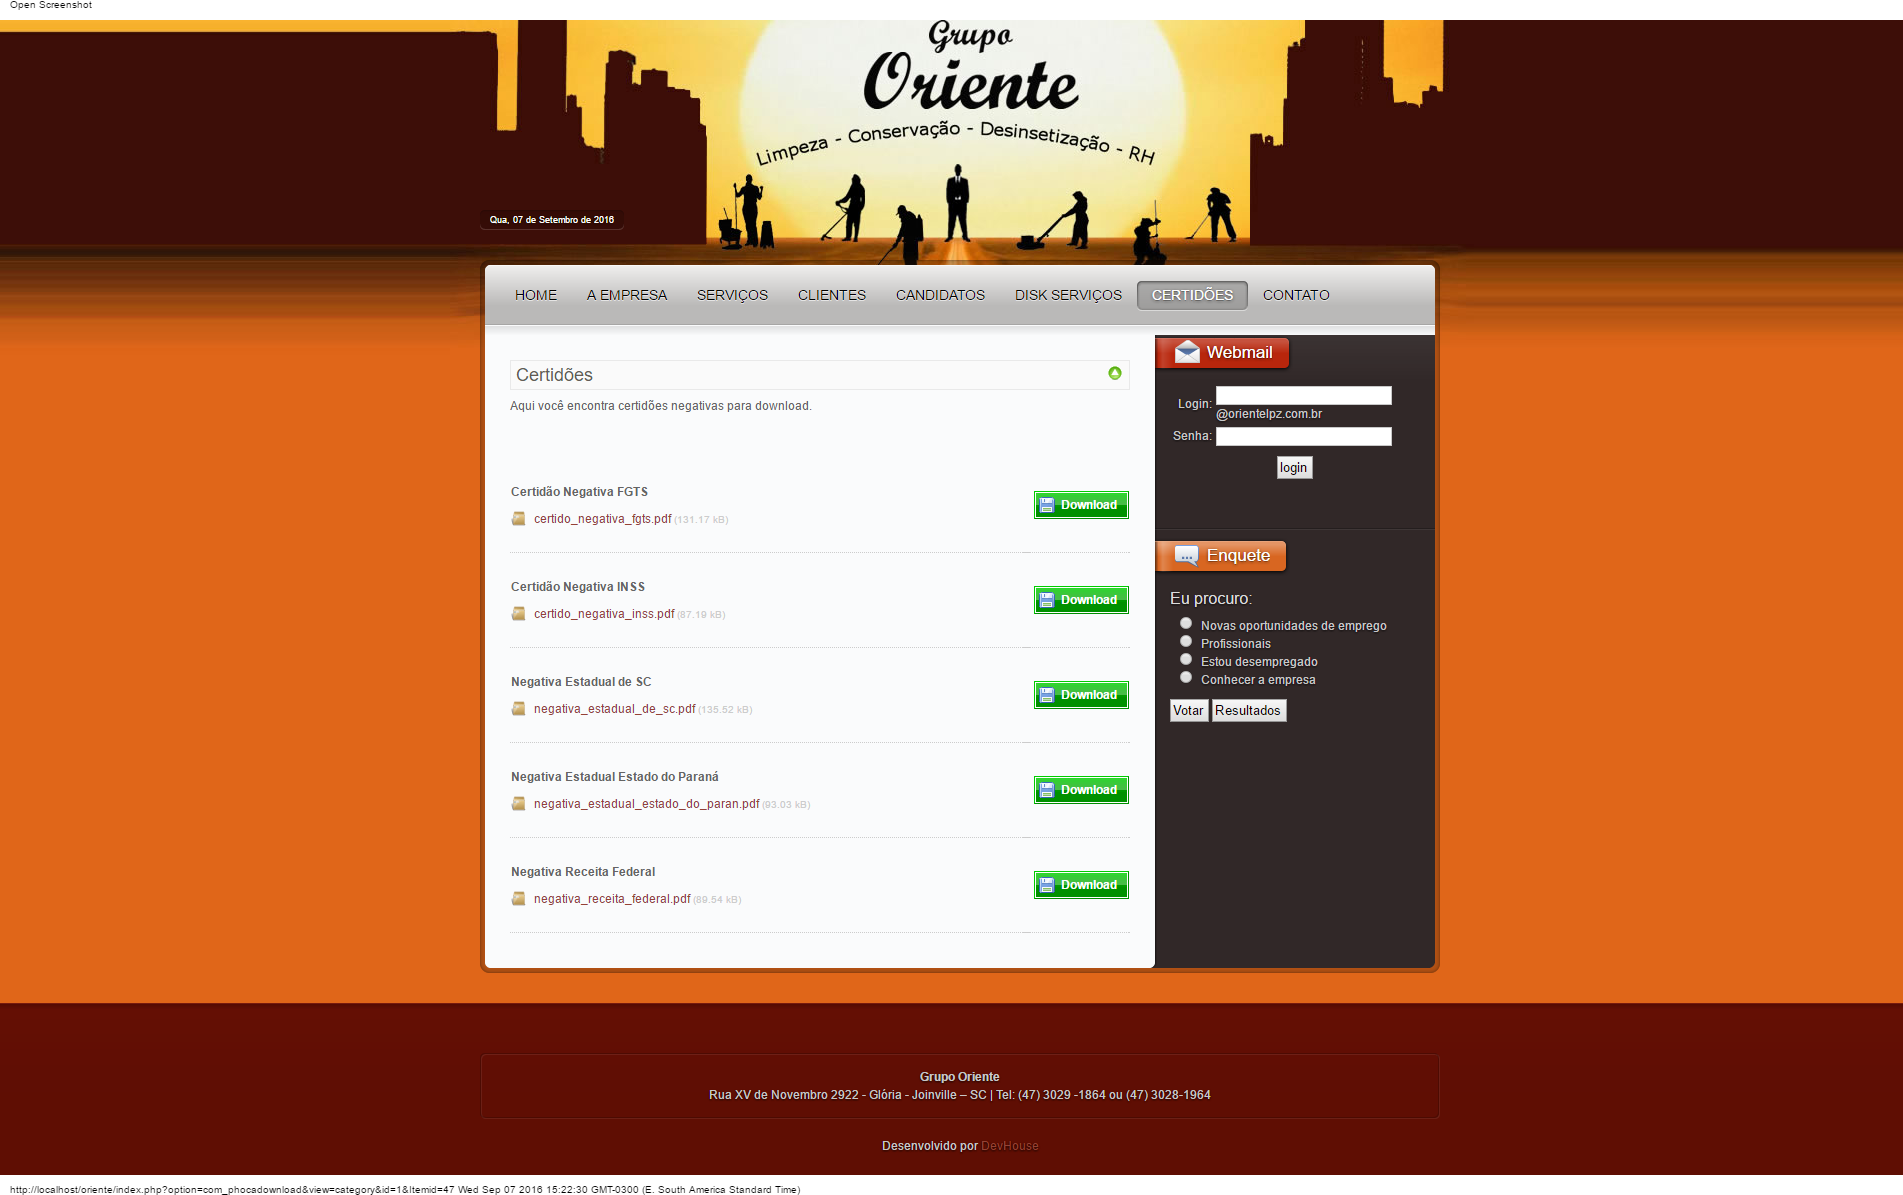 Open Screenshot
Grupo
Oriente
Limpeza - Conservação - Desinsetização - RH
Qua, 07 de Setembro de 2016
HOME A EMPRESA SERVIÇOS CLIENTES CANDIDATOS DISK SERVIÇOS CERTIDÕES CONTATO
Certidões
Aqui você encontra certidões negativas para download.
Certidão Negativa FGTS
certido_negativa_fgts.pdf (131.17 kB)
Download
Certidão Negativa INSS
certido_negativa_inss.pdf (87.19 kB)
Download
Negativa Estadual de SC
negativa_estadual_de_sc.pdf (135.52 kB)
Download
Negativa Estadual Estado do Paraná
negativa_estadual_estado_do_paran.pdf (93.03 kB)
Download
Negativa Receita Federal
negativa_receita_federal.pdf (89.54 kB)
Download
Webmail
Login:
@orientelpz.com.br
Senha:
login
Enquete
Eu procuro:
Novas oportunidades de emprego
Profissionais
Estou desempregado
Conhecer a empresa
Votar Resultados
Grupo Oriente
Rua XV de Novembro 2922 - Glória - Joinville – SC | Tel: (47) 3029 -1864 ou (47) 3028-1964
Desenvolvido por DevHouse
http://localhost/oriente/index.php?option=com_phocadownload&view=category&id=1&Itemid=47 Wed Sep 07 2016 15:22:30 GMT-0300 (E. South America Standard Time)